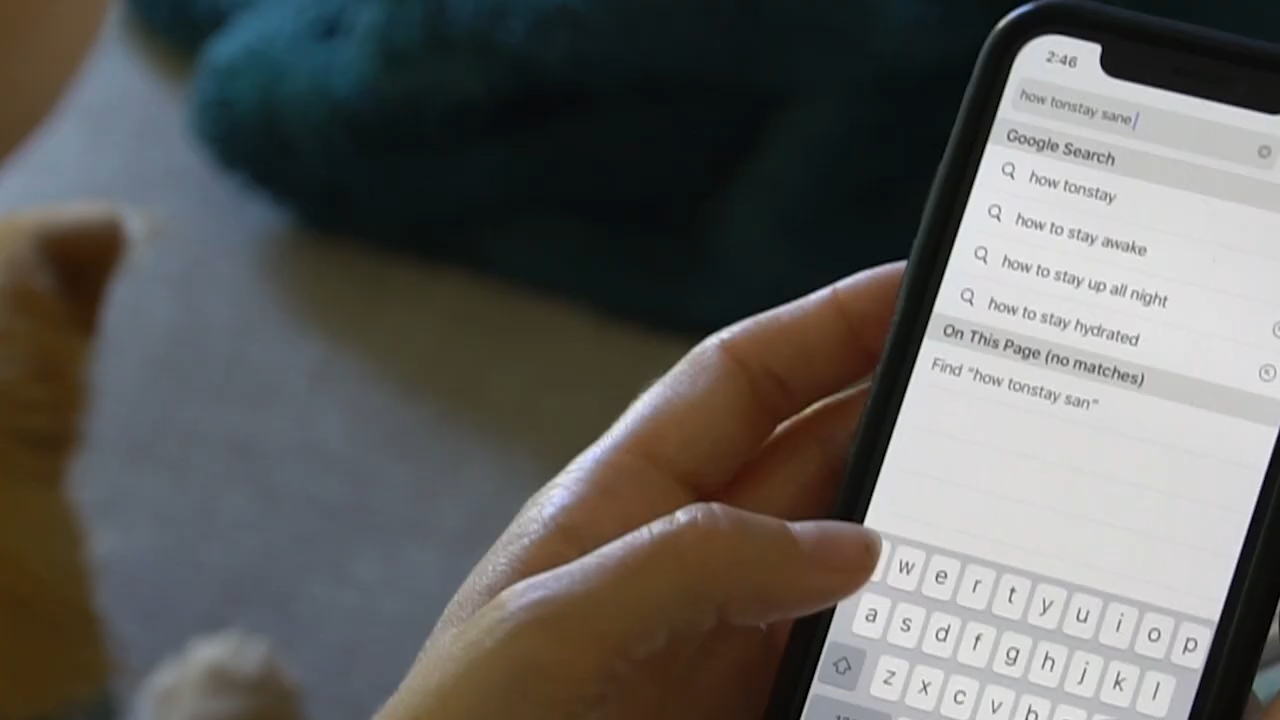 2:46
how tonstay sane
Google Search
how tonstay
how to stay awake
how to stay up all night
how to stay hydrated
On This Page (no matches)
Find "how tonstay san"
w e r t y u i o p
a s d f g h j k l
z x c v b